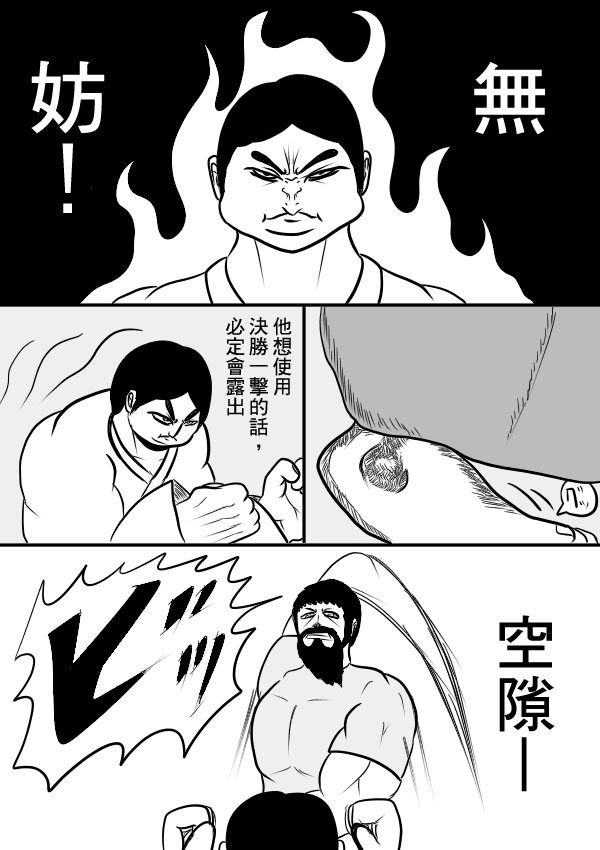 無
妨！
他想使用
決勝一擊的話，
必定會露出
空隙—
ビッ